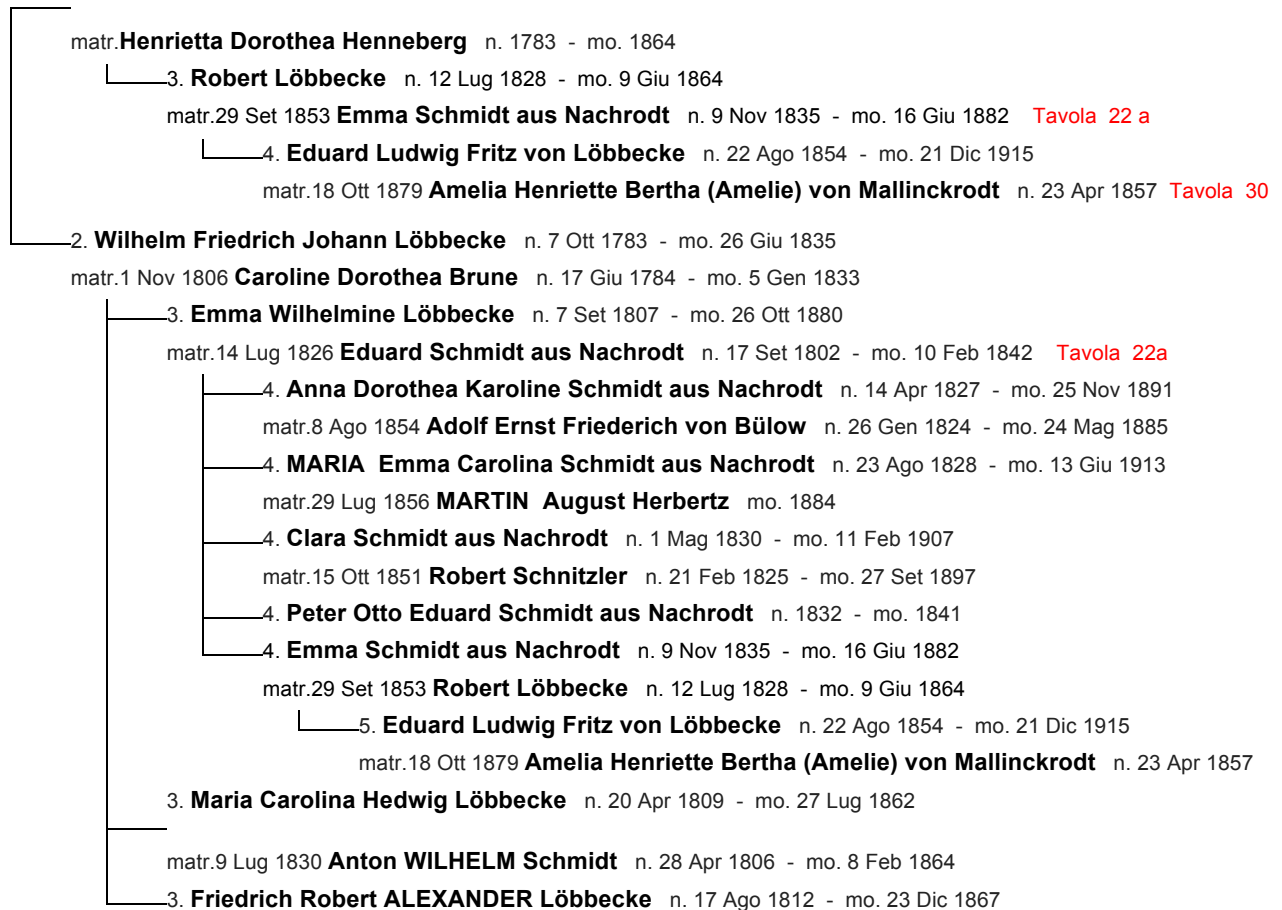 matr.Henrietta Dorothea Henneberg n. 1783 - mo. 1864
3. Robert Löbbecke n. 12 Lug 1828 - mo. 9 Giu 1864
matr.29 Set 1853 Emma Schmidt aus Nachrodt n. 9 Nov 1835 - mo. 16 Giu 1882 Tavola 22 a
4. Eduard Ludwig Fritz von Löbbecke n. 22 Ago 1854 - mo. 21 Dic 1915
matr.18 Ott 1879 Amelia Henriette Bertha (Amelie) von Mallinckrodt n. 23 Apr 1857 Tavola 30
2. Wilhelm Friedrich Johann Löbbecke n. 7 Ott 1783 - mo. 26 Giu 1835
matr.1 Nov 1806 Caroline Dorothea Brune n. 17 Giu 1784 - mo. 5 Gen 1833
3. Emma Wilhelmine Löbbecke n. 7 Set 1807 - mo. 26 Ott 1880
matr.14 Lug 1826 Eduard Schmidt aus Nachrodt n. 17 Set 1802 - mo. 10 Feb 1842 Tavola 22a
4. Anna Dorothea Karoline Schmidt aus Nachrodt n. 14 Apr 1827 - mo. 25 Nov 1891
matr.8 Ago 1854 Adolf Ernst Friederich von Bülow n. 26 Gen 1824 - mo. 24 Mag 1885
4. MARIA Emma Carolina Schmidt aus Nachrodt n. 23 Ago 1828 - mo. 13 Giu 1913
matr.29 Lug 1856 MARTIN August Herbertz mo. 1884
4. Clara Schmidt aus Nachrodt n. 1 Mag 1830 - mo. 11 Feb 1907
matr.15 Ott 1851 Robert Schnitzler n. 21 Feb 1825 - mo. 27 Set 1897
4. Peter Otto Eduard Schmidt aus Nachrodt n. 1832 - mo. 1841
4. Emma Schmidt aus Nachrodt n. 9 Nov 1835 - mo. 16 Giu 1882
matr.29 Set 1853 Robert Löbbecke n. 12 Lug 1828 - mo. 9 Giu 1864
5. Eduard Ludwig Fritz von Löbbecke n. 22 Ago 1854 - mo. 21 Dic 1915
matr.18 Ott 1879 Amelia Henriette Bertha (Amelie) von Mallinckrodt n. 23 Apr 1857
3. Maria Carolina Hedwig Löbbecke n. 20 Apr 1809 - mo. 27 Lug 1862
matr.9 Lug 1830 Anton WILHELM Schmidt n. 28 Apr 1806 - mo. 8 Feb 1864
3. Friedrich Robert ALEXANDER Löbbecke n. 17 Ago 1812 - mo. 23 Dic 1867